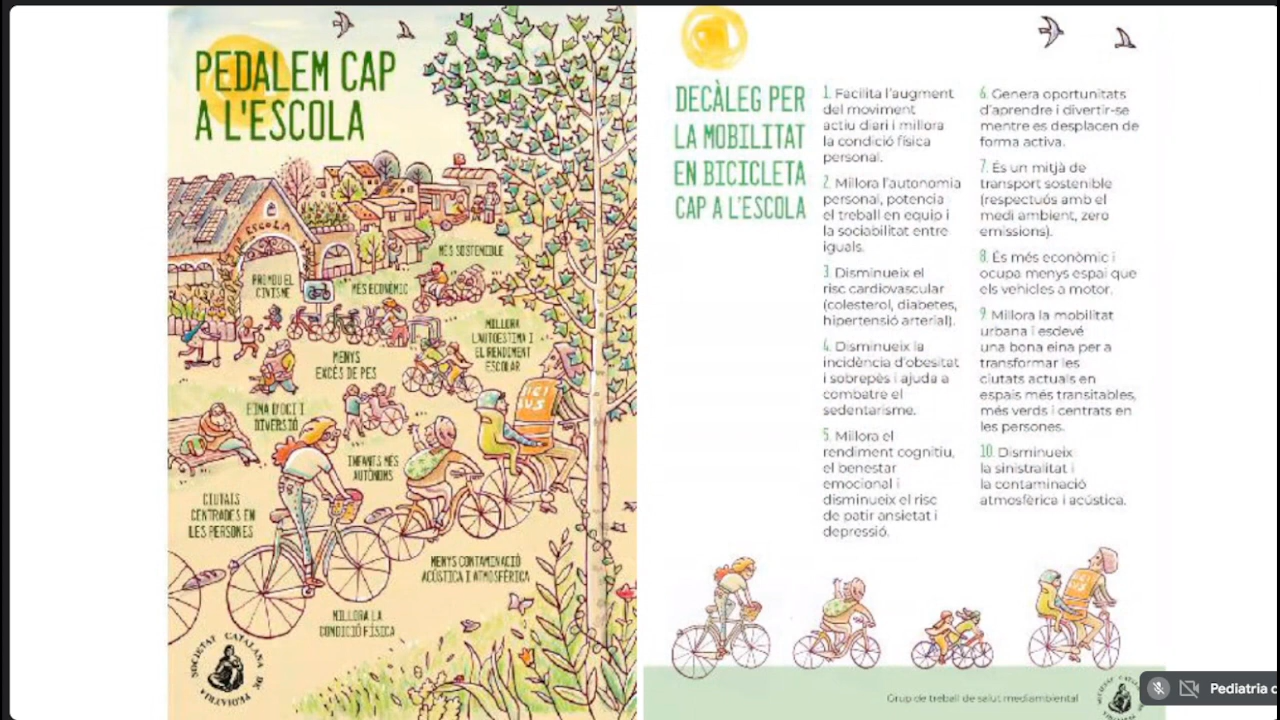 PEDALEM CAP
A L'ESCOLA
ESCOLA
MÉS SOSTENIBLE
PROMOU EL
CIVISME
MÉS ECONÒMIC
MILLORA
L'AUTOESTIMA I
EL RENDIMENT
ESCOLAR
MENYS
EXCÉS DE PES
BICI
BUS
EINA D'OCI I
DIVERSIÓ
INFANTS MÉS
AUTÒNOMS
CIUTATS
CENTRADES EN
LES PERSONES
MENYS CONTAMINACIÓ
ACÚSTICA I ATMOSFÈRICA
MILLORA LA
CONDICIÓ FÍSICA
SOCIETAT CATALANA DE PEDIATRIA
DECÀLEG PER
LA MOBILITAT
EN BICICLETA
CAP A L'ESCOLA
1. Facilita l'augment
del moviment
actiu diari i millora
la condició física
personal.
2. Millora l'autonomia
personal, potencia
el treball en equip i
la sociabilitat entre
iguals.
3. Disminueix el
risc cardiovascular
(colesterol, diabetes,
hipertensió arterial).
4. Disminueix la
incidència d'obesitat
i sobrepès i ajuda a
combatre el
sedentarisme.
5. Millora el
rendiment cognitiu,
el benestar
emocional i
disminueix el risc
de patir ansietat i
depressió.
6. Genera oportunitats
d'aprendre i divertir-se
mentre es desplacen de
forma activa.
7. És un mitjà de
transport sostenible
(respectuós amb el
medi ambient, zero
emissions).
8. És més econòmic i
ocupa menys espai que
els vehicles a motor.
9. Millora la mobilitat
urbana i esdevé
una bona eina per a
transformar les
ciutats actuals en
espais més transitables,
més verds i centrats en
les persones.
10. Disminueix
la sinistralitat i
la contaminació
atmosfèrica i acústica.
Grup de treball de salut mediambiental
Pediatria